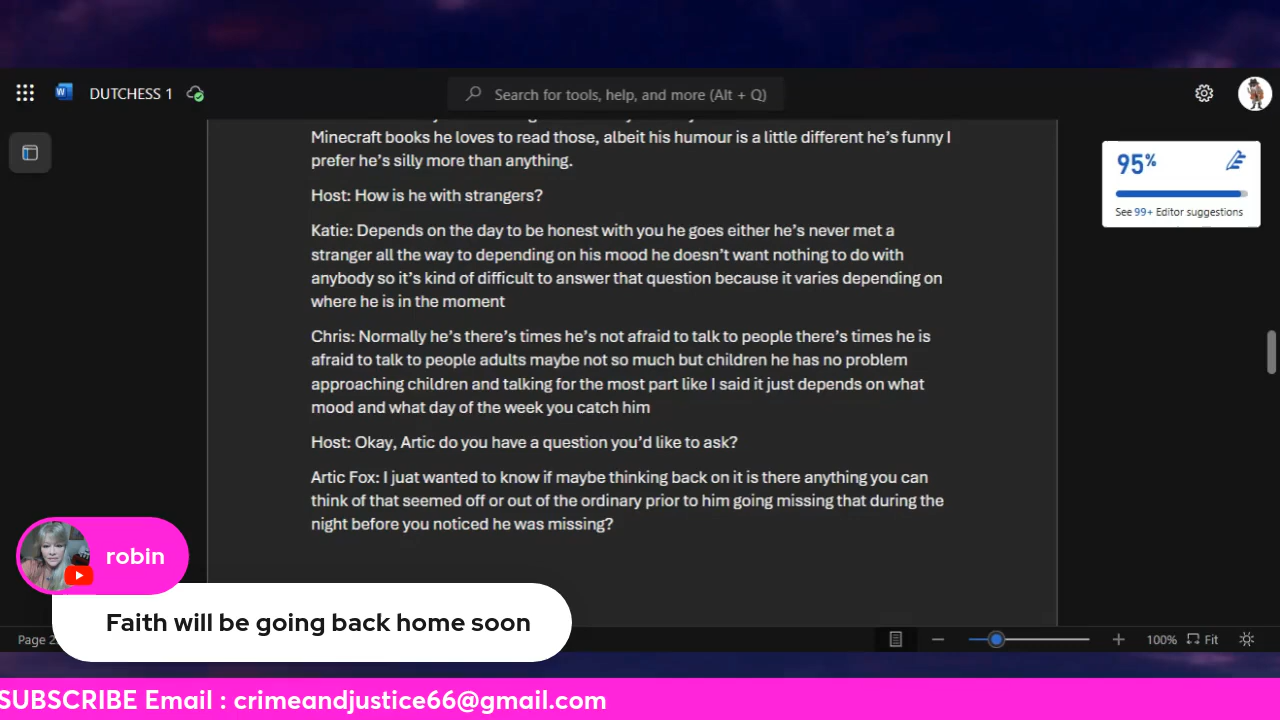 DUTCHESS 1
Search for tools, help, and more (Alt + Q)
Minecraft books he loves to read those, albeit his humour is a little different he's funny I
prefer he's silly more than anything.
Host: How is he with strangers?
Katie: Depends on the day to be honest with you he goes either he's never met a
stranger all the way to depending on his mood he doesn't want nothing to do with
anybody so it's kind of difficult to answer that question because it varies depending on
where he is in the moment
Chris: Normally he's there's times he's not afraid to talk to people there's times he is
afraid to talk to people adults maybe not so much but children he has no problem
approaching children and talking for the most part like I said it just depends on what
mood and what day of the week you catch him
Host: Okay, Artic do you have a question you'd like to ask?
Artic Fox: I juat wanted to know if maybe thinking back on it is there anything you can
think of that seemed off or out of the ordinary prior to him going missing that during the
night before you noticed he was missing?
95%
See 99+ Editor suggestions
robin
Faith will be going back home soon
Page 2
100% Fit
SUBSCRIBE Email : crimeandjustice66@gmail.com